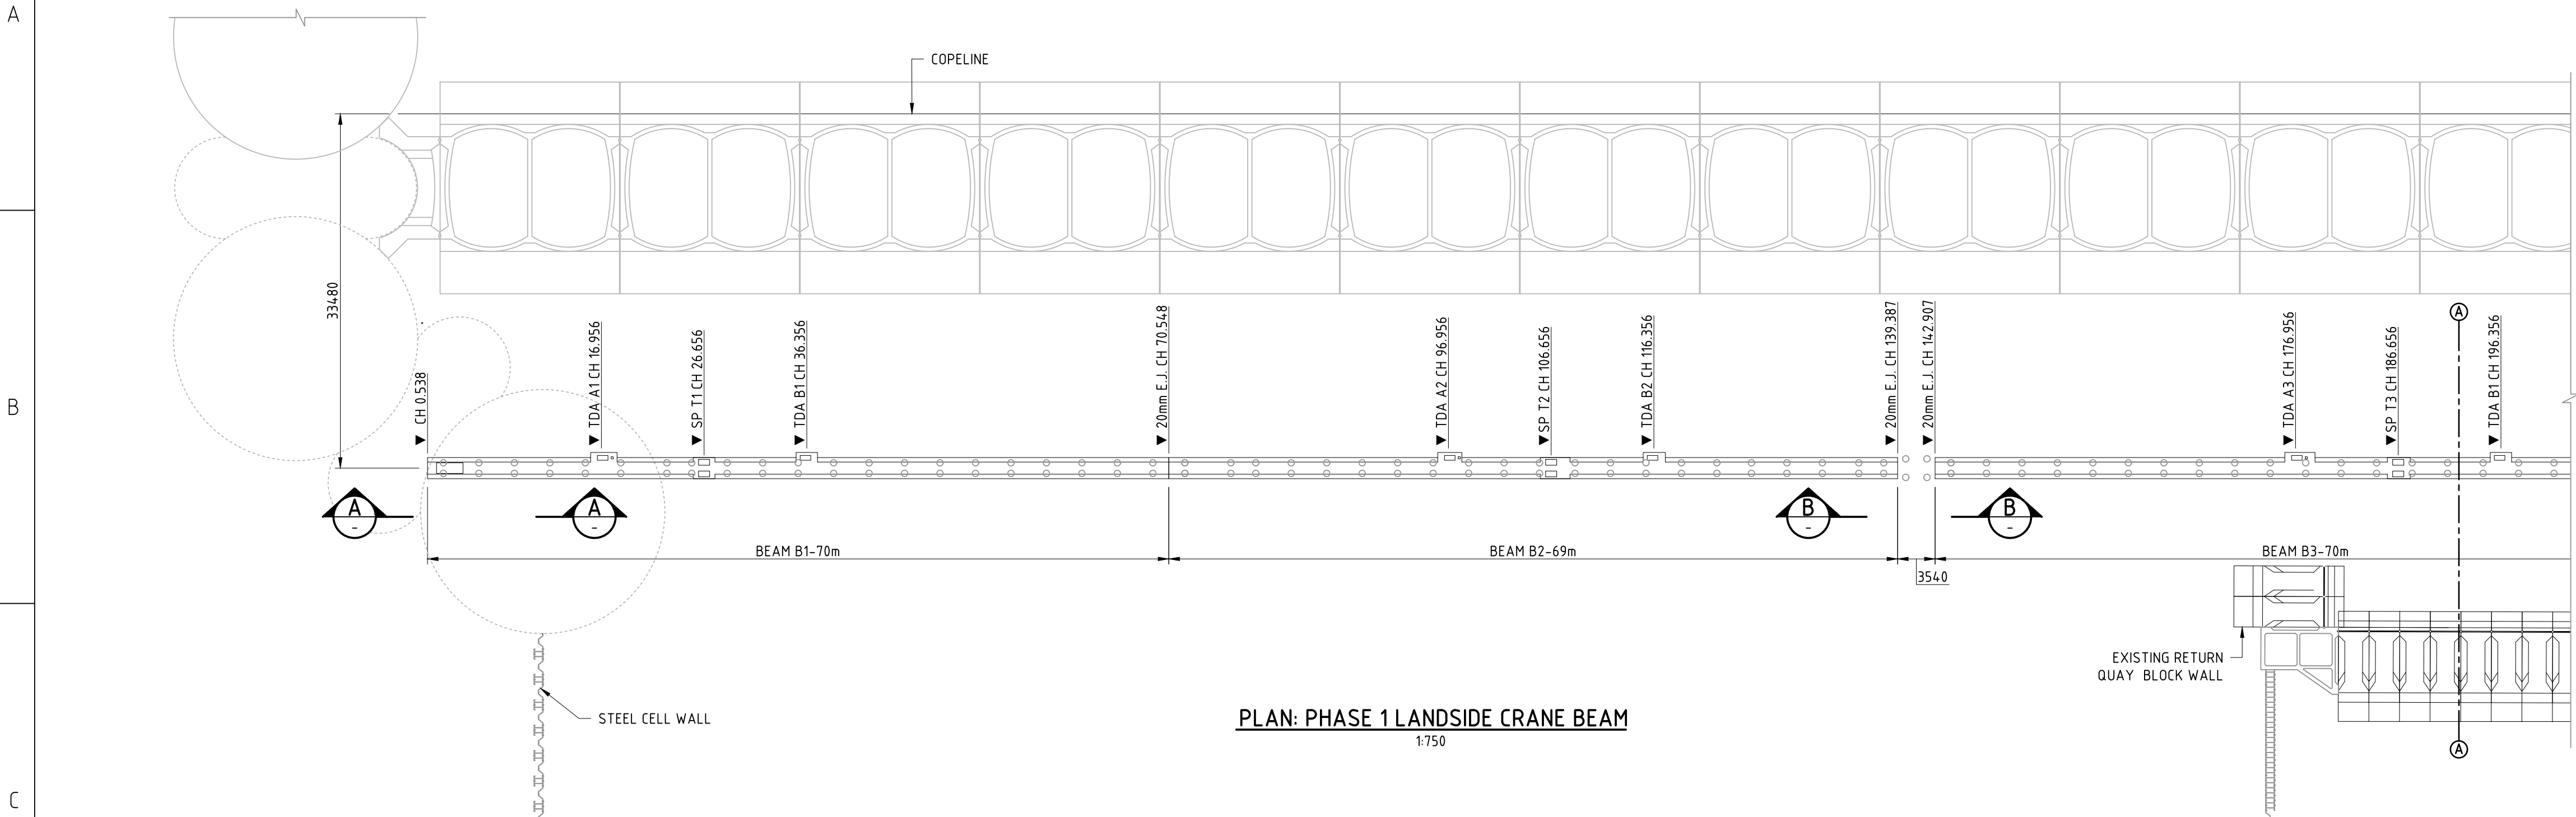 A
COPELINE
33480
CH 0.538
TDA A1 CH 16.956
SP T1 CH 26.656
TDA B1 CH 36.356
20mm E.J. CH 70.548
TDA A2 CH 96.956
SP T2 CH 106.656
TDA B2 CH 116.356
20mm E.J. CH 139.387
20mm E.J. CH 142.907
TDA A3 CH 176.956
SP T3 CH 186.656
TDA B1 CH 196.356
A
B
A
-
A
-
B
-
B
-
BEAM B1-70m
BEAM B2-69m
BEAM B3-70m
3540
EXISTING RETURN
QUAY BLOCK WALL
STEEL CELL WALL
PLAN: PHASE 1 LANDSIDE CRANE BEAM
1:750
A
C